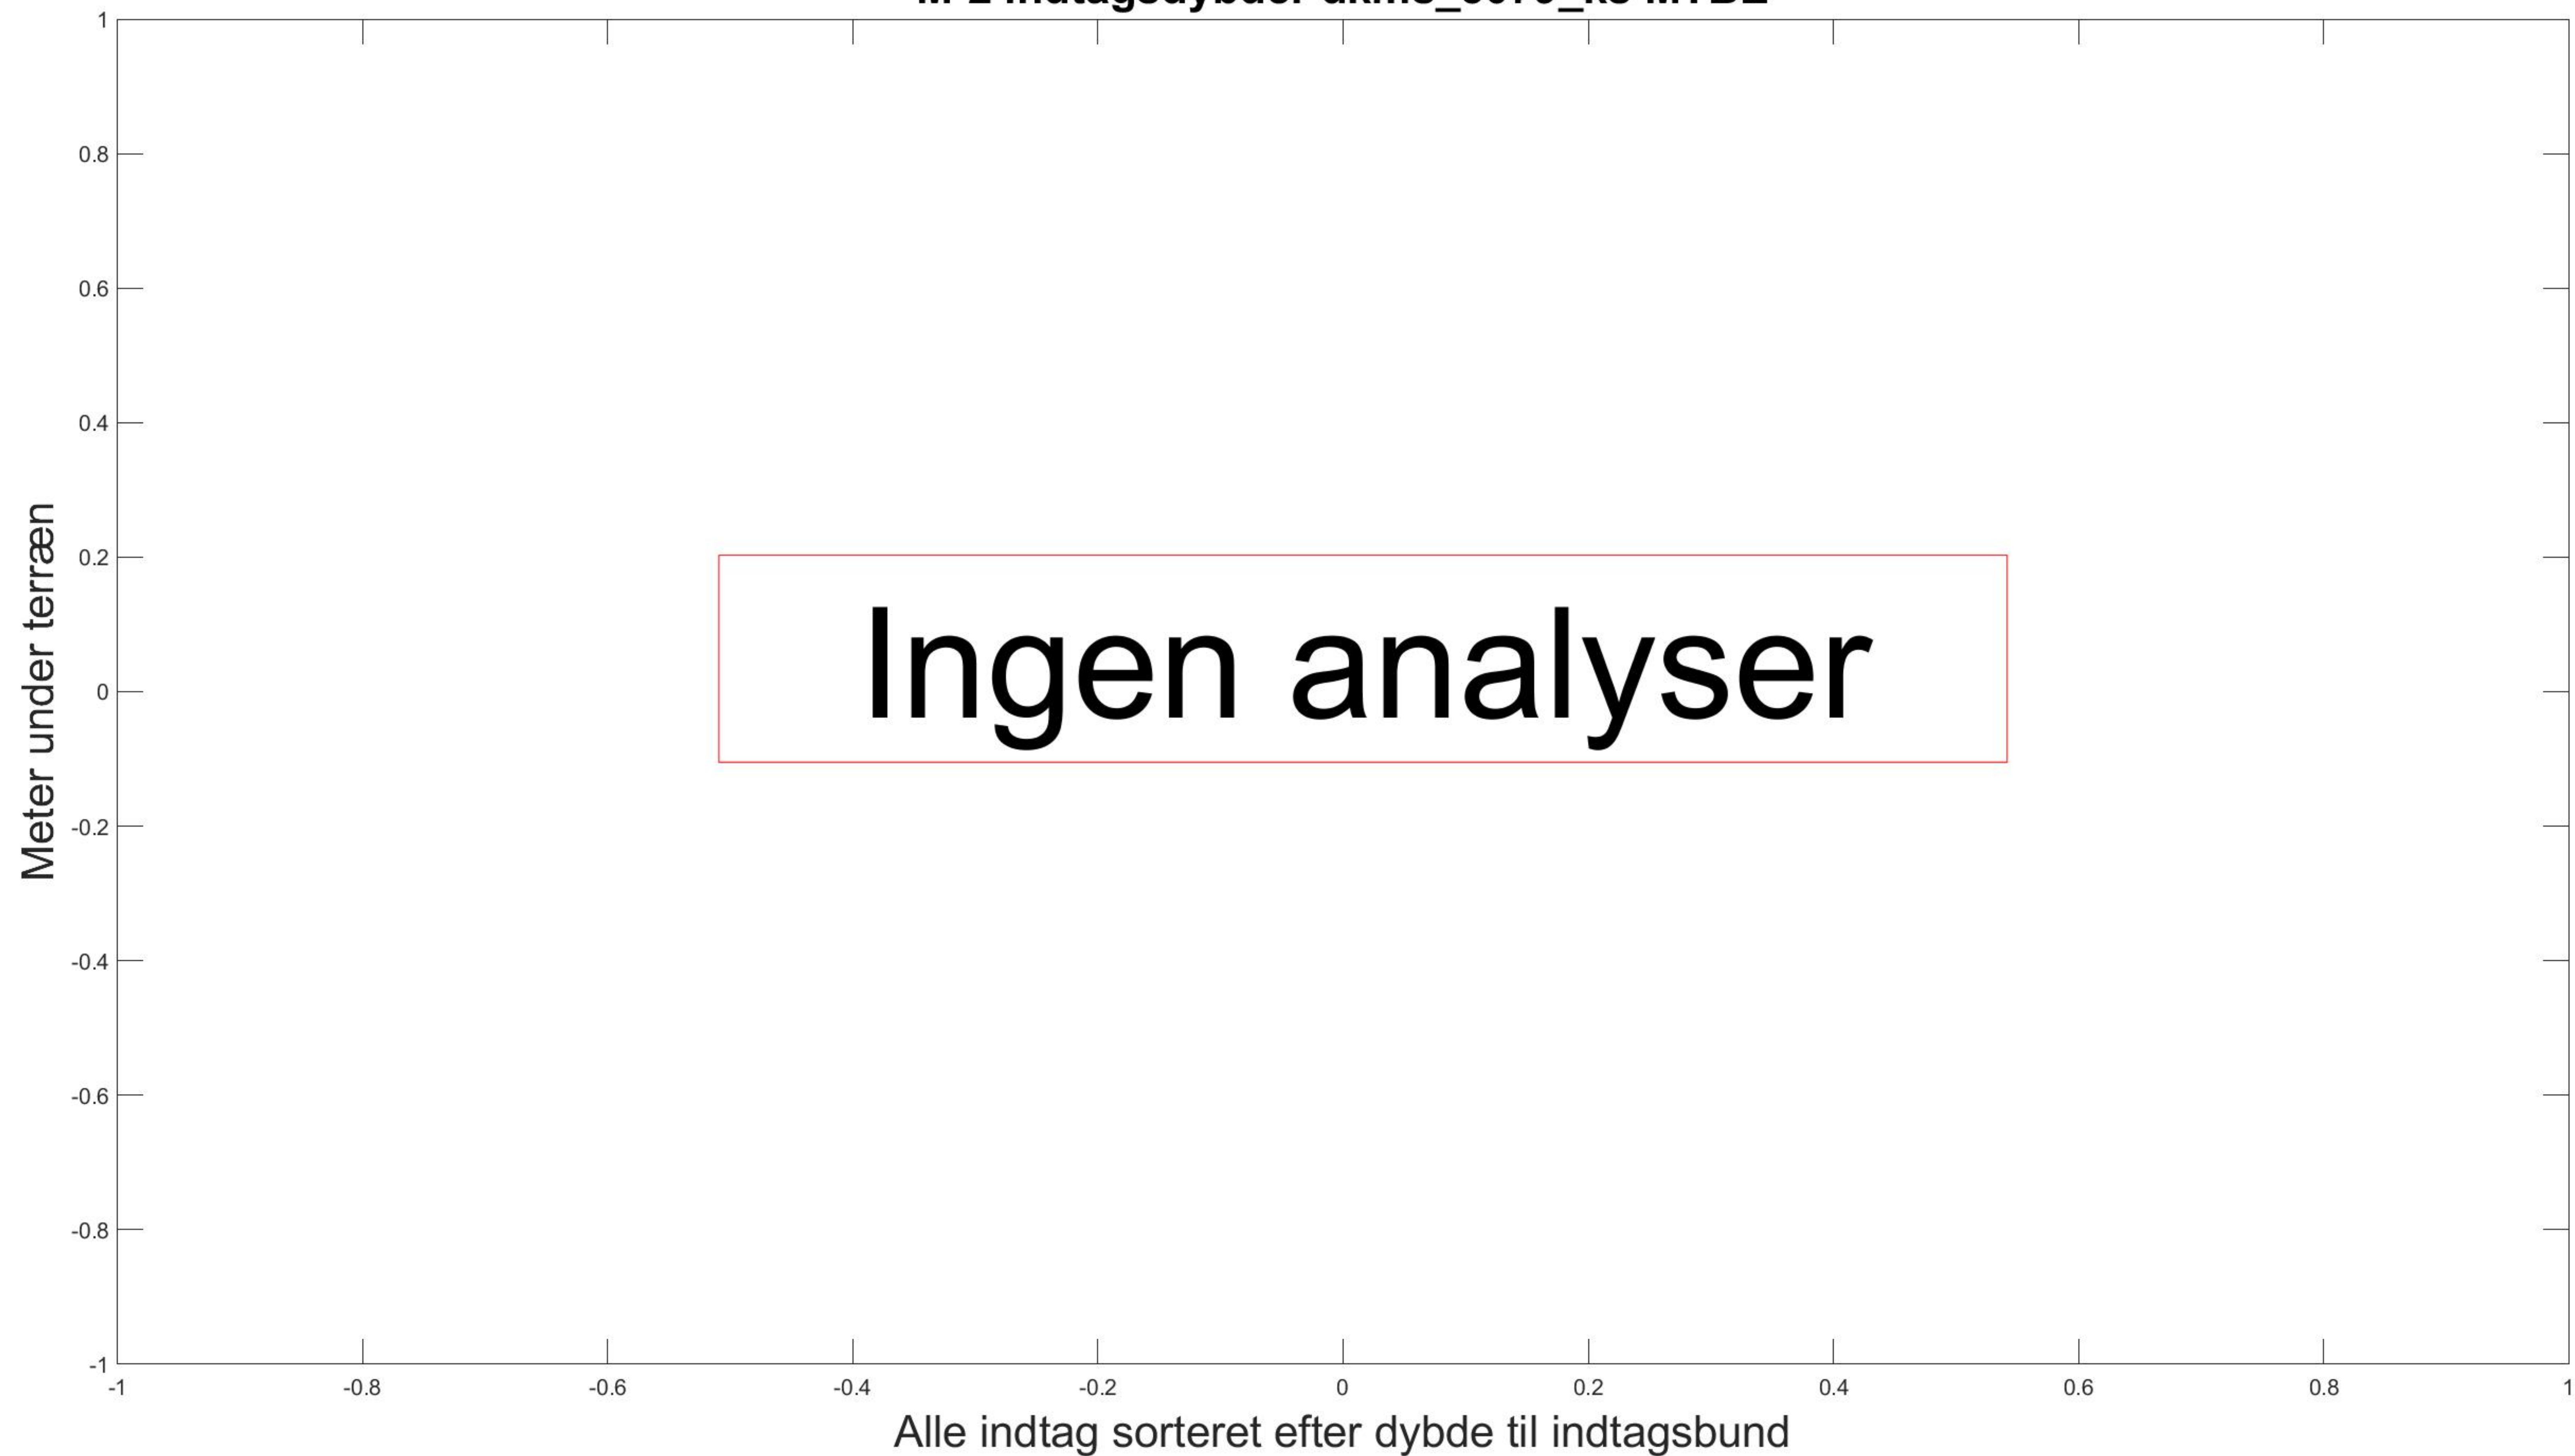 1
0.8
0.6
0.4
0.2
0
-0.2
-0.4
-0.6
-0.8
-1
Meter under terræn
Ingen analyser
-1 -0.8 -0.6 -0.4 -0.2 0 0.2 0.4 0.6 0.8 1
Alle indtag sorteret efter dybde til indtagsbund